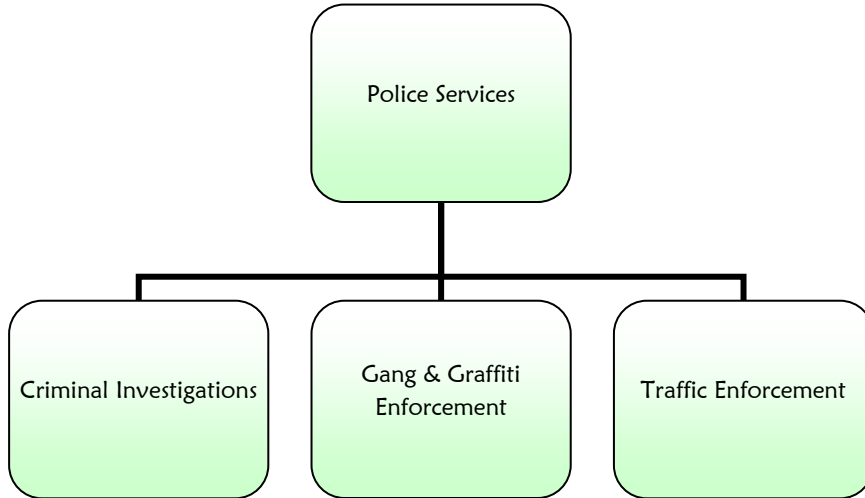 Police Services
Criminal Investigations
Gang & Graffiti
Enforcement
Traffic Enforcement